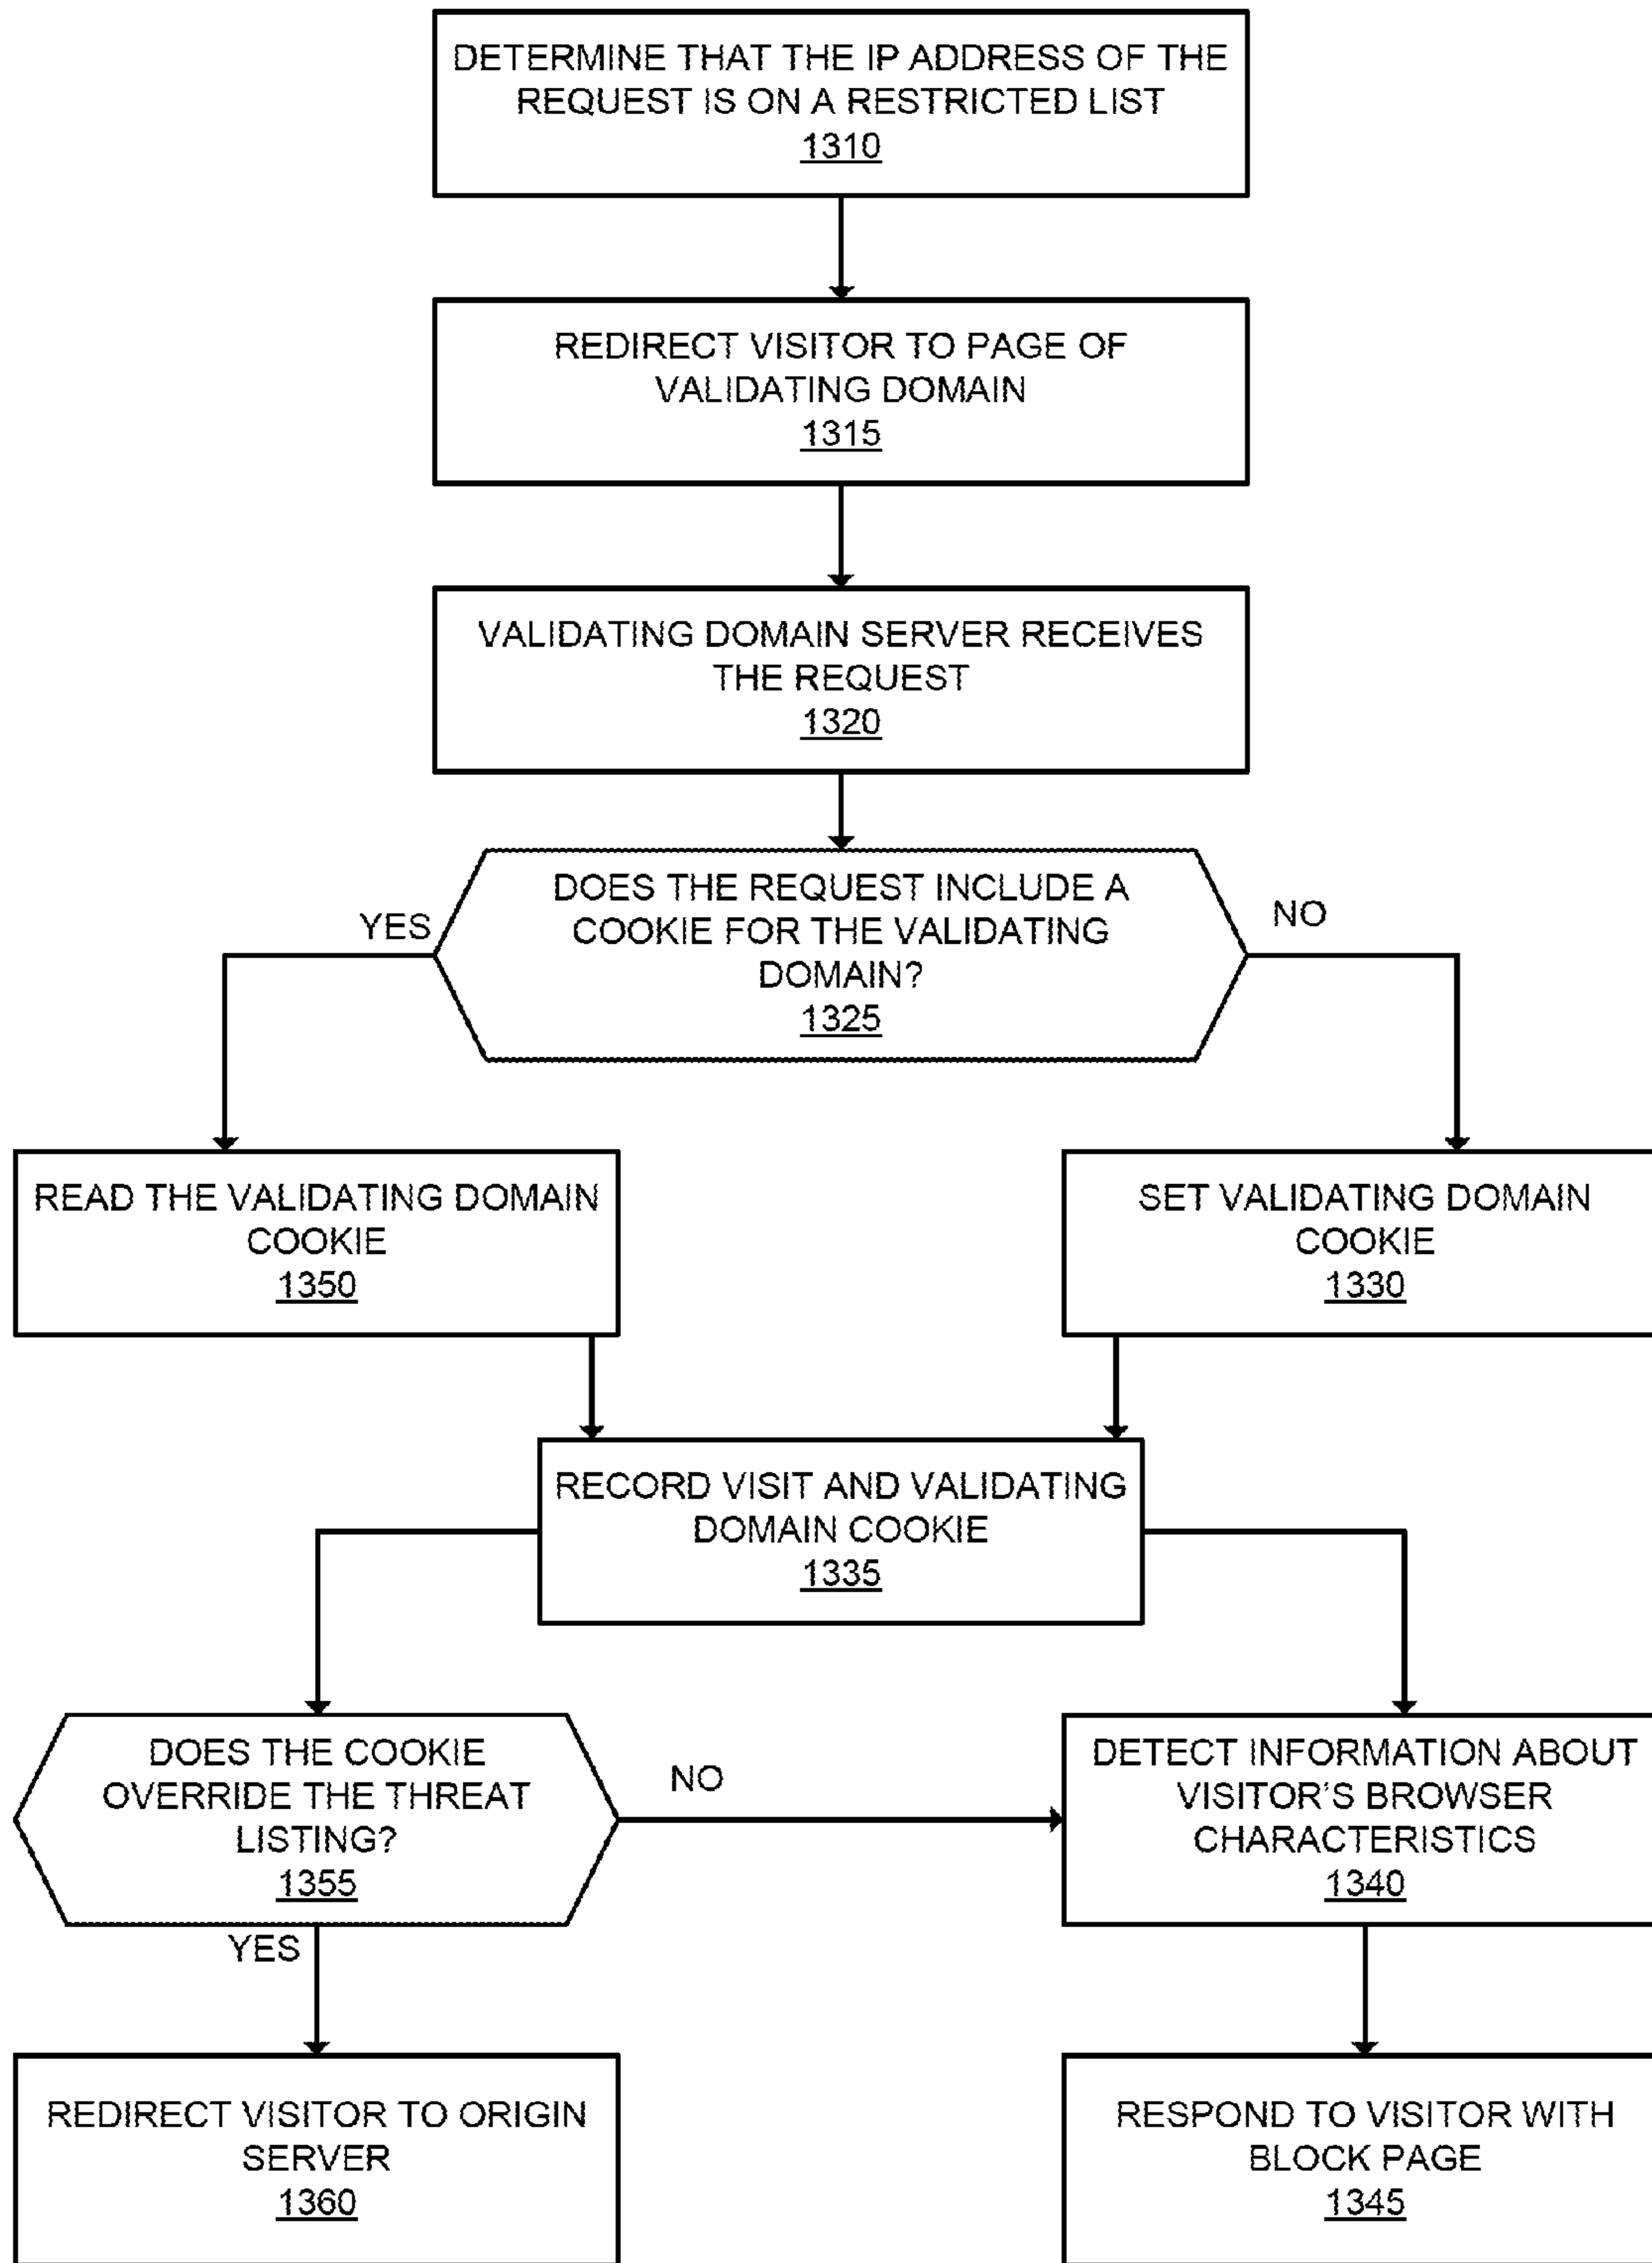 DETERMINE THAT THE IP ADDRESS OF THE
REQUEST IS ON A RESTRICTED LIST
1310
REDIRECT VISITOR TO PAGE OF
VALIDATING DOMAIN
1315
VALIDATING DOMAIN SERVER RECEIVES
THE REQUEST
1320
DOES THE REQUEST INCLUDE A
COOKIE FOR THE VALIDATING
DOMAIN?
1325
YES
NO
READ THE VALIDATING DOMAIN
COOKIE
1350
SET VALIDATING DOMAIN
COOKIE
1330
RECORD VISIT AND VALIDATING
DOMAIN COOKIE
1335
DOES THE COOKIE
OVERRIDE THE THREAT
LISTING?
1355
NO
YES
DETECT INFORMATION ABOUT
VISITOR'S BROWSER
CHARACTERISTICS
1340
REDIRECT VISITOR TO ORIGIN
SERVER
1360
RESPOND TO VISITOR WITH
BLOCK PAGE
1345